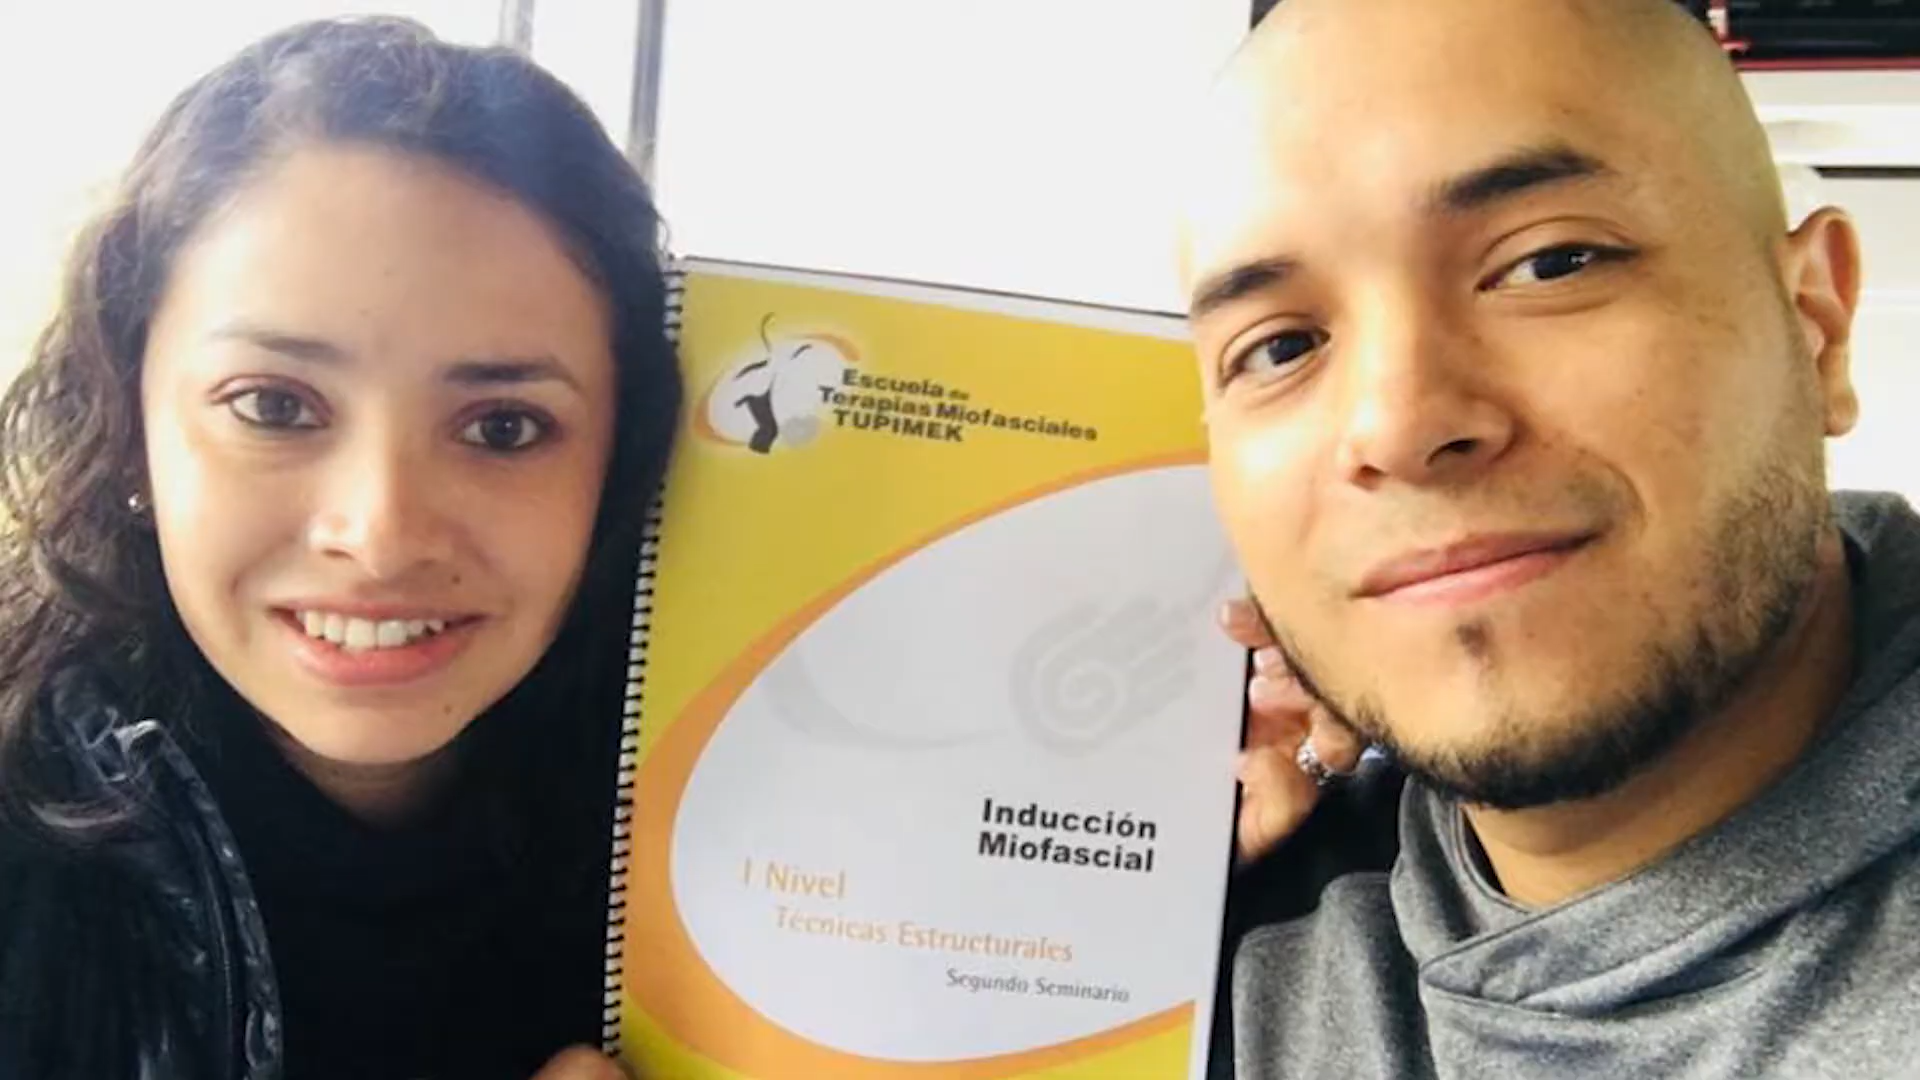 Escuela de
Terapias Miofasciales
TUPIMEK
Inducción
Miofascial
I Nivel
Técnicas Estructurales
Segundo Seminario